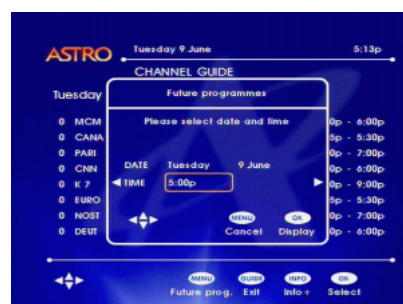 ASTRO Tuesday 9 June 5:13p
CHANNEL GUIDE
Tuesday Future programmes
0 MCM Please select date and time 0p - 6:00p
0 CANA 5p - 5:30p
0 PARI 0p - 7:00p
0 CNN DATE Tuesday 9 June 0p - 6:00p
0 K 7 TIME 5:00p 0p - 9:00p
0 EURO 5p - 5:30p
0 NOST MENU OK 0p - 7:00p
0 DEUT Cancel Display 0p - 6:00p
MENU GUIDE INFO OK
Future prog. Exit Info+ Select